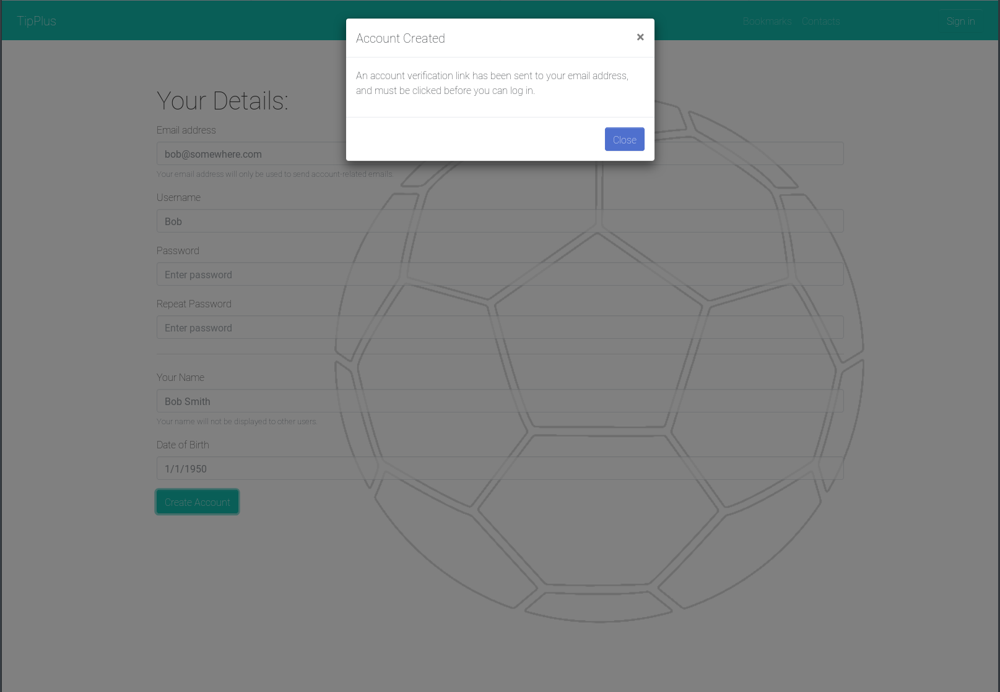 TipPlus
Bookmarks
Contacts
Sign in
Account Created
×
An account verification link has been sent to your email address,
and must be clicked before you can log in.
Close
Your Details:
Email address
bob@somewhere.com
Your email address will only be used to send account-related emails.
Username
Bob
Password
Enter password
Repeat Password
Enter password
Your Name
Bob Smith
Your name will not be displayed to other users.
Date of Birth
1/1/1950
Create Account